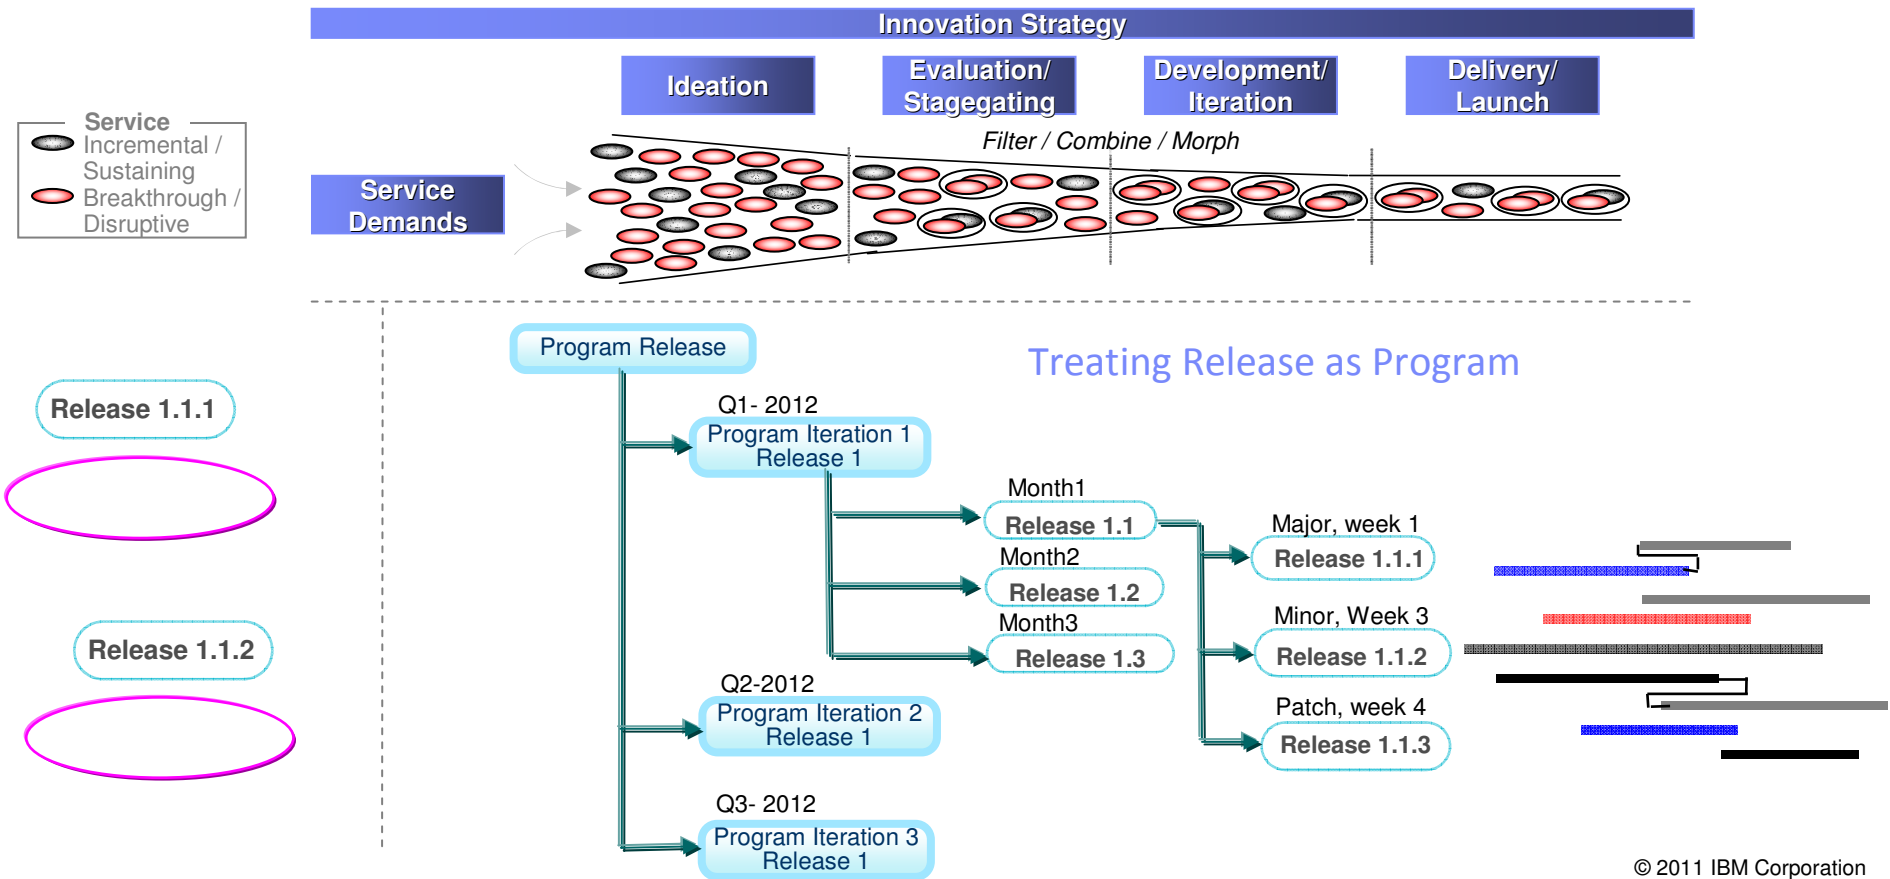 Innovation Strategy
Ideation
Evaluation/
Stagegating
Development/
Iteration
Delivery/
Launch
Service
Incremental /
Sustaining
Breakthrough /
Disruptive
Filter / Combine / Morph
Service
Demands
Program Release
Treating Release as Program
Release 1.1.1
Release 1.1.2
Q1- 2012
Program Iteration 1
Release 1
Month1
Release 1.1
Month2
Release 1.2
Month3
Release 1.3
Major, week 1
Release 1.1.1
Minor, Week 3
Release 1.1.2
Patch, week 4
Release 1.1.3
Q2-2012
Program Iteration 2
Release 1
Q3- 2012
Program Iteration 3
Release 1
© 2011 IBM Corporation